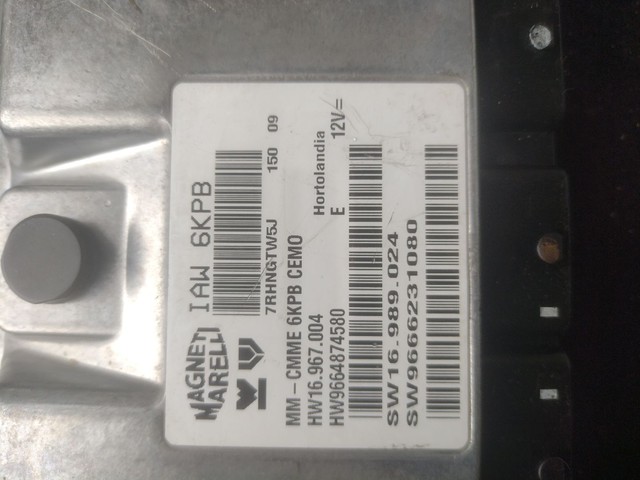 MAGNETI
MARELLI
IAW 6KPB
7RHNGTW5J 150 09
MM-CMME 6KPB CEMO
HW16.967.004 Hortolandia
HW9664874580 E 12V=
SW16.989.024
SW9666231080